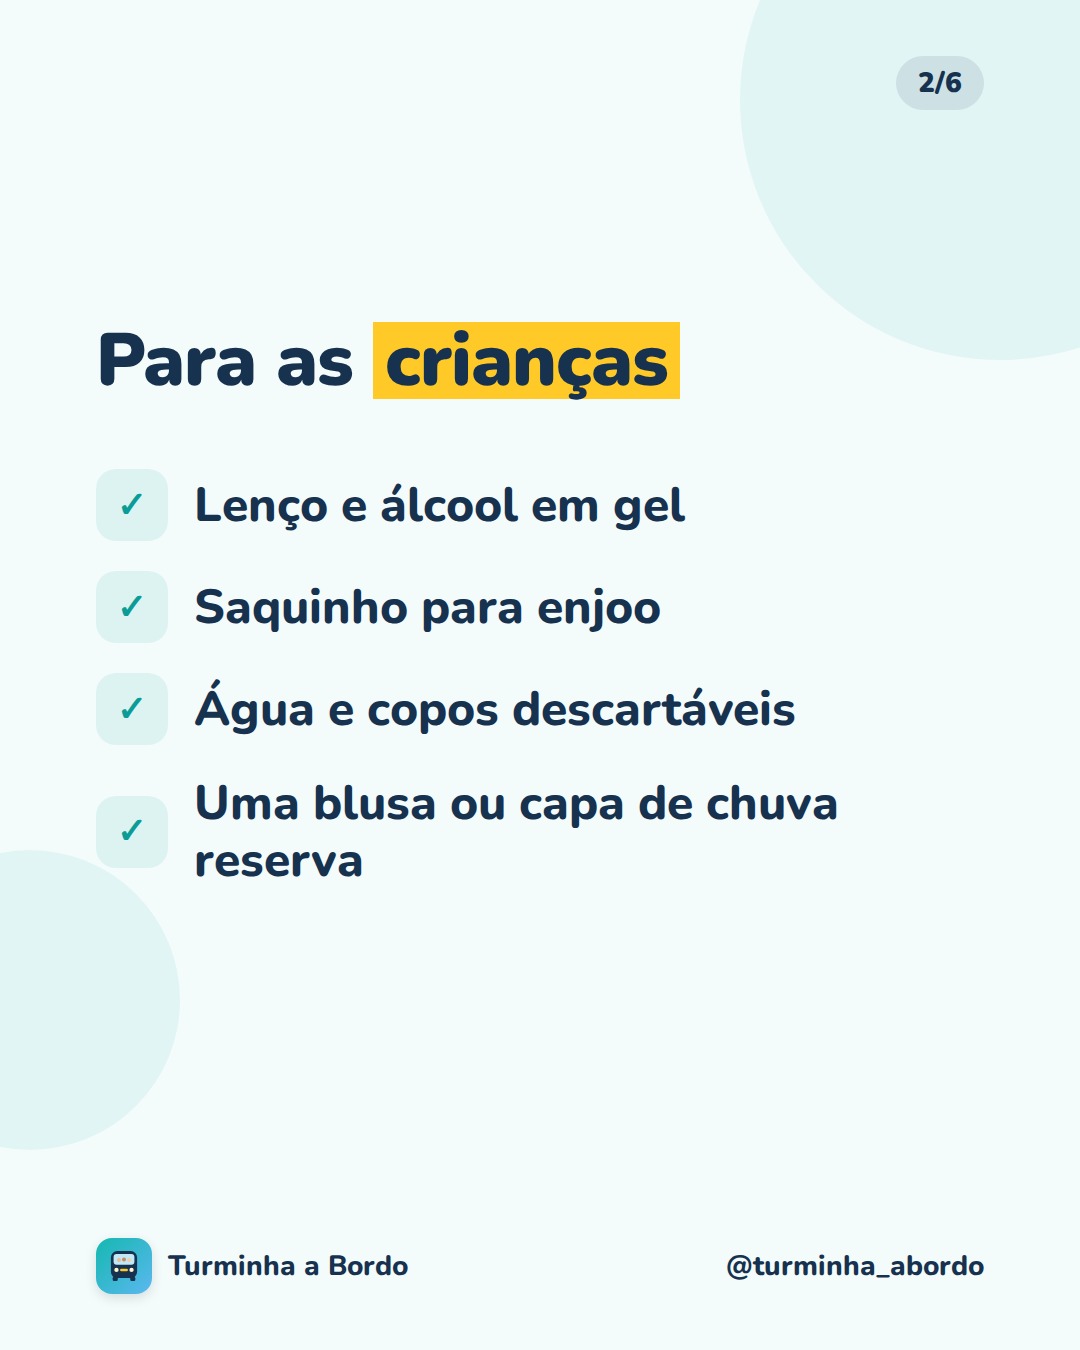 2/6
Para as crianças
✓ Lenço e álcool em gel
✓ Saquinho para enjoo
✓ Água e copos descartáveis
✓ Uma blusa ou capa de chuva
reserva
Turminha a Bordo
@turminha_abordo